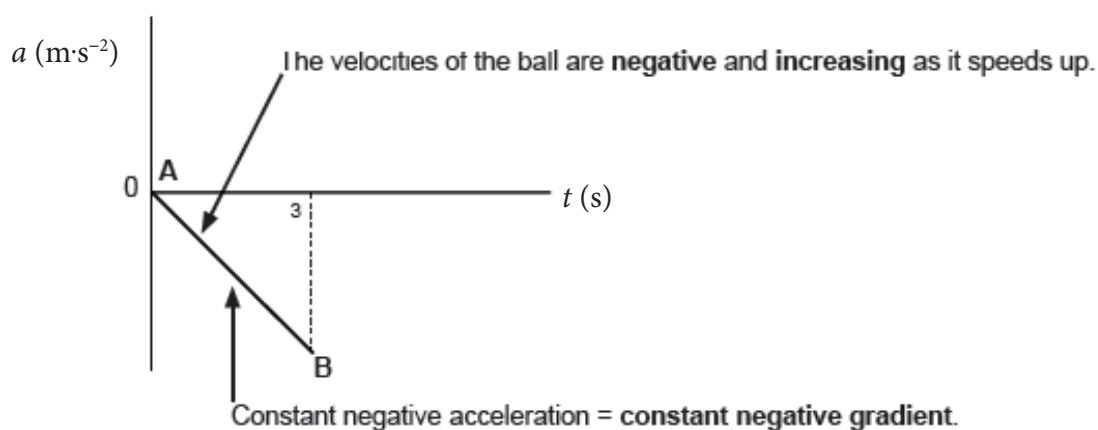 a (m·s⁻²)
The velocities of the ball are negative and increasing as it speeds up.
A
0
t (s)
3
B
Constant negative acceleration = constant negative gradient.